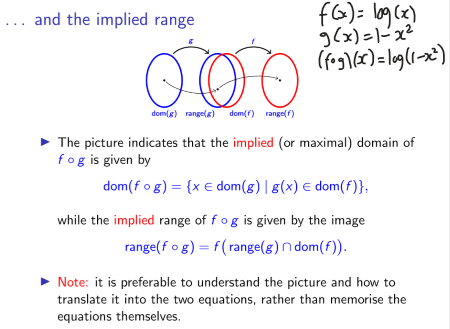 ... and the implied range
f(x) = log(x)
g(x) = 1 - x²
(f∘g)(x) = log(1-x²)
g f
dom(g) range(g) dom(f) range(f)
▶ The picture indicates that the implied (or maximal) domain of
f ∘ g is given by
dom(f ∘ g) = {x ∈ dom(g) | g(x) ∈ dom(f)},
while the implied range of f ∘ g is given by the image
range(f ∘ g) = f(range(g) ∩ dom(f)).
▶ Note: it is preferable to understand the picture and how to
translate it into the two equations, rather than memorise the
equations themselves.